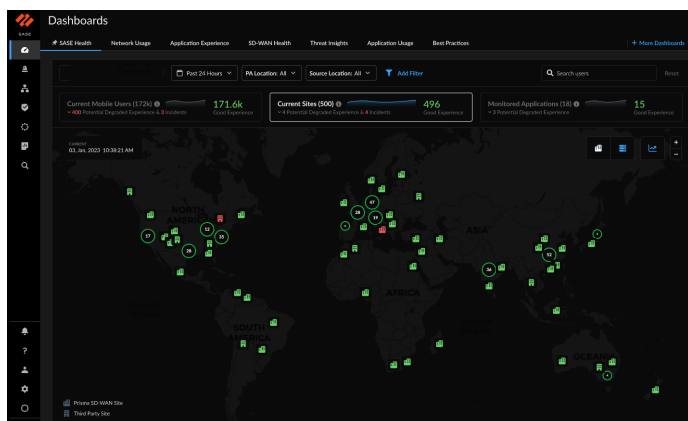 SASE
Dashboards
SASE Health
Network Usage
Application Experience
SD-WAN Health
Threat Insights
Application Usage
Best Practices
+ More Dashboards
Past 24 Hours
PA Location: All
Source Location: All
Add Filter
Search users
Reset
Current Mobile Users (172k)
400 Potential Degraded Experience & 3 Incidents
171.6k
Good Experience
Current Sites (500)
4 Potential Degraded Experience & 4 Incidents
496
Good Experience
Monitored Applications (18)
3 Potential Degraded Experience
15
Good Experience
CURRENT
03, Jan, 2023 10:38:21 AM
+
−
NORTH
AMERICA
ASIA
AFRICA
SOUTH
AMERICA
OCEANIA
47
28
19
17
12
35
28
36
52
Prisma SD-WAN Site
Third Party Site